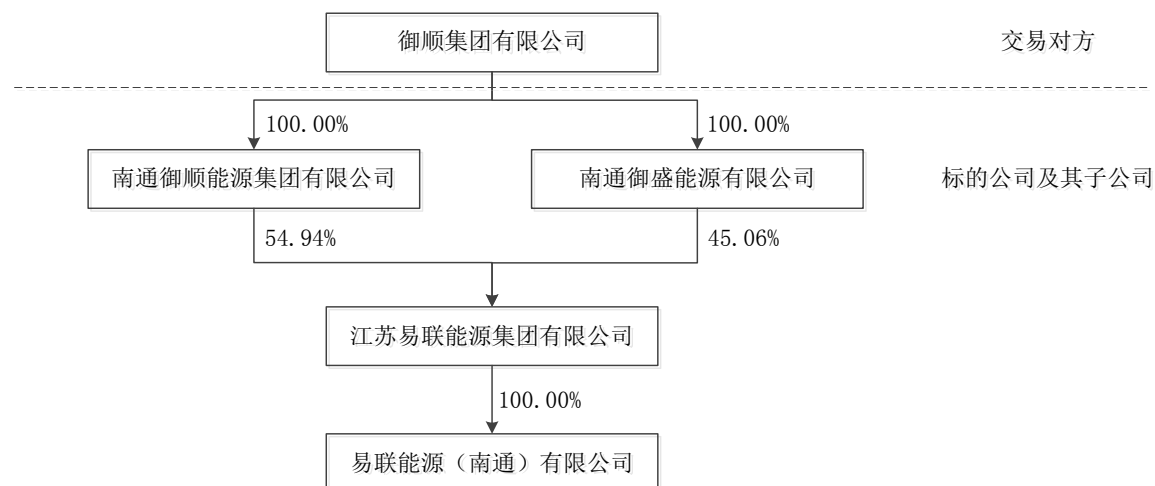 御顺集团有限公司
交易对方
100.00%
100.00%
南通御顺能源集团有限公司
南通御盛能源有限公司
标的公司及其子公司
54.94%
45.06%
江苏易联能源集团有限公司
100.00%
易联能源（南通）有限公司